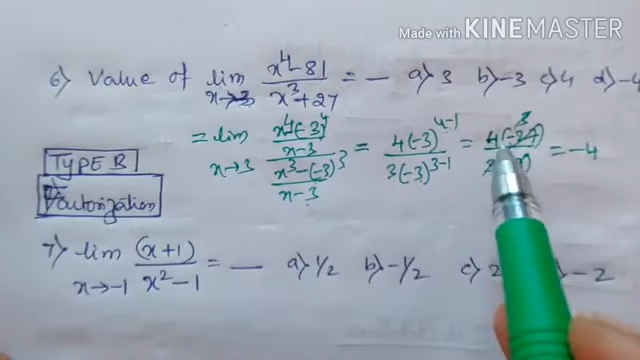 Made with KINEMASTER
6) Value of lim x→3 (x⁴-81)/(x³+27) = — a) 3 b) -3 c) 4 d) -4
= lim x→3 ((x⁴-(-3)⁴)/(x-3))/((x³-(-3)³)/(x-3)) = 4(-3)⁴⁻¹/3(-3)³⁻¹ = = -4
TYPE B
Factorization
7) lim x→-1 (x+1)/(x²-1) = — a) 1/2 b) -1/2 c) 2 -2